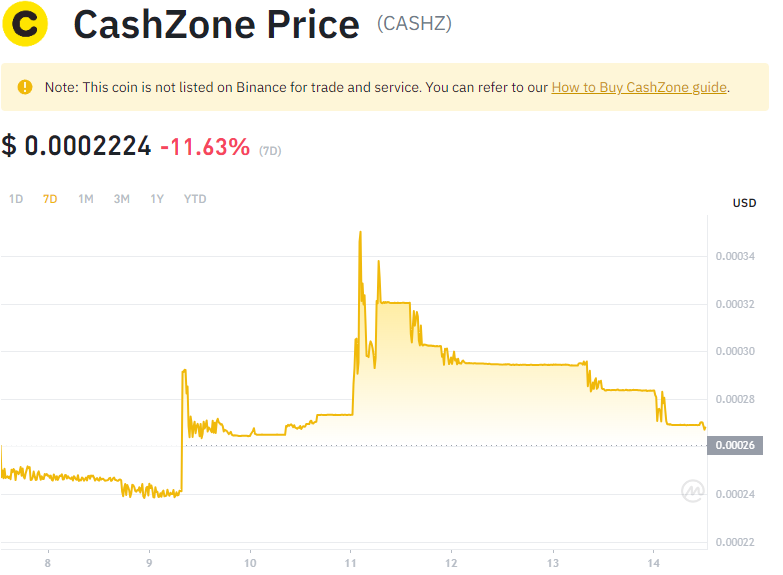 C CashZone Price (CASHZ)
Note: This coin is not listed on Binance for trade and service. You can refer to our How to Buy CashZone guide.
$ 0.0002224 -11.63% (7D)
1D 7D 1M 3M 1Y YTD
USD
0.00034
0.00032
0.00030
0.00028
0.00026
0.00024
0.00022
8 9 10 11 12 13 14